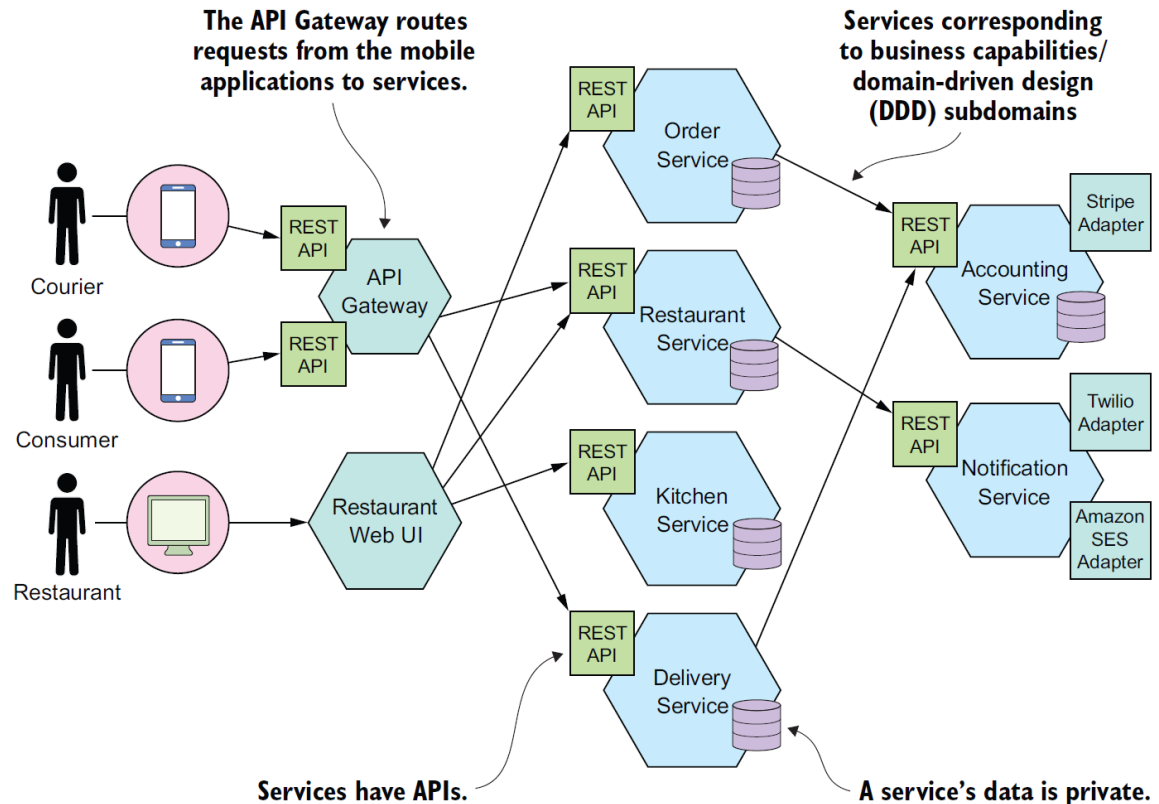 The API Gateway routes
requests from the mobile
applications to services.
Services corresponding
to business capabilities/
domain-driven design
(DDD) subdomains
REST
API
Order
Service
Courier
REST
API
API
Gateway
REST
API
Consumer
REST
API
Restaurant
Service
REST
API
Accounting
Service
Stripe
Adapter
Restaurant
Restaurant
Web UI
REST
API
Kitchen
Service
REST
API
Notification
Service
Twilio
Adapter
Amazon
SES
Adapter
REST
API
Delivery
Service
Services have APIs.
A service’s data is private.